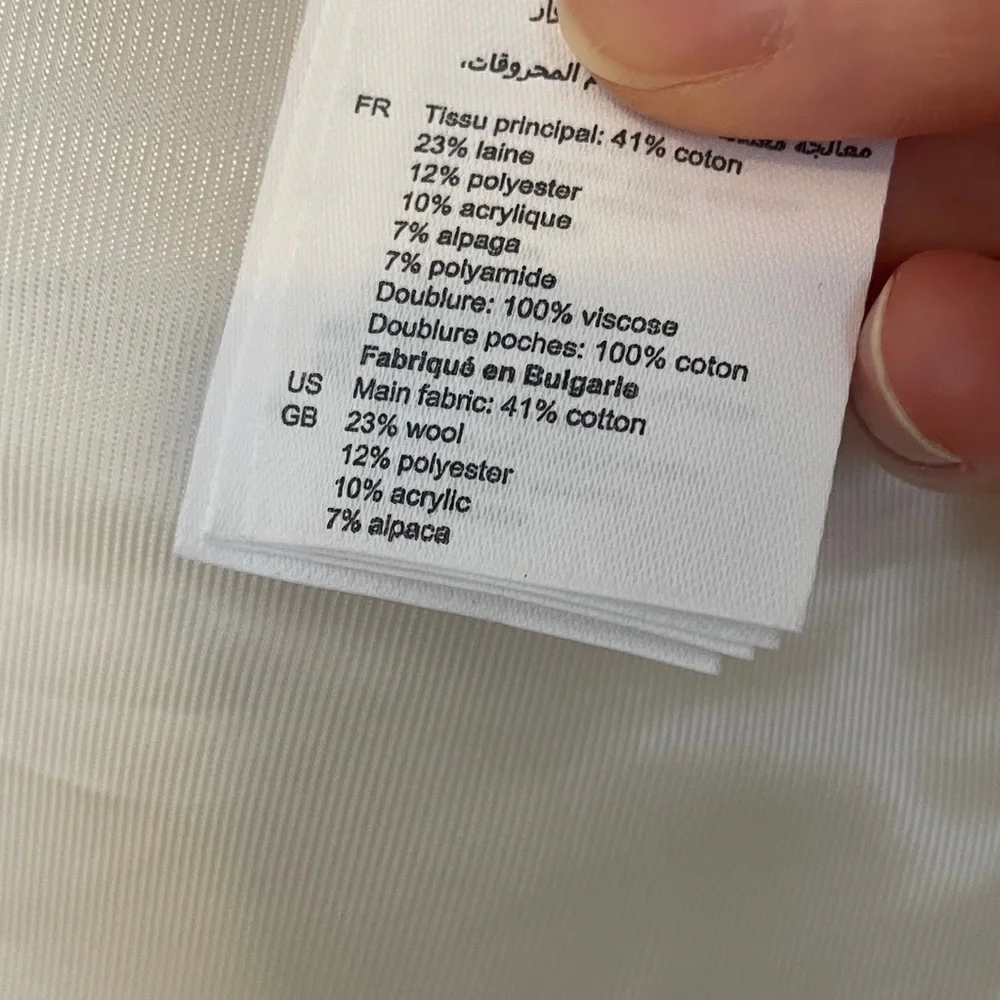 المحروقات،
FR Tissu principal: 41% coton
23% laine
12% polyester
10% acrylique
7% alpaga
7% polyamide
Doublure: 100% viscose
Doublure poches: 100% coton
Fabriqué en Bulgarie
US Main fabric: 41% cotton
GB 23% wool
12% polyester
10% acrylic
7% alpaca